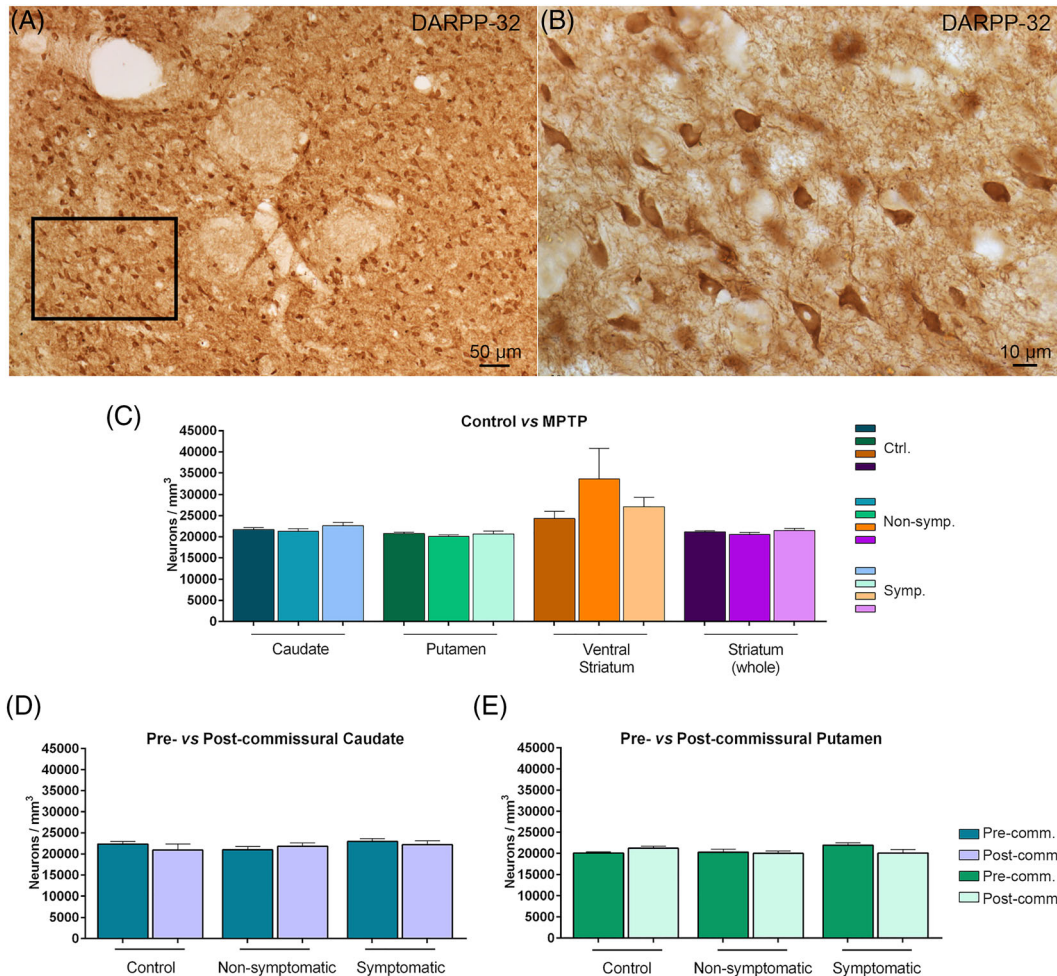 (A)
DARPP-32
50 µm
(B)
DARPP-32
10 µm
(C)
Control vs MPTP
Neurons / mm³
45000
40000
35000
30000
25000
20000
15000
10000
5000
0
Caudate
Putamen
Ventral
Striatum
Striatum
(whole)
Ctrl.
Non-symp.
Symp.
(D)
Pre- vs Post-commissural Caudate
Neurons / mm³
45000
40000
35000
30000
25000
20000
15000
10000
5000
0
Control
Non-symptomatic
Symptomatic
(E)
Pre- vs Post-commissural Putamen
Neurons / mm³
45000
40000
35000
30000
25000
20000
15000
10000
5000
0
Control
Non-symptomatic
Symptomatic
Pre-comm.
Post-comm
Pre-comm.
Post-comm